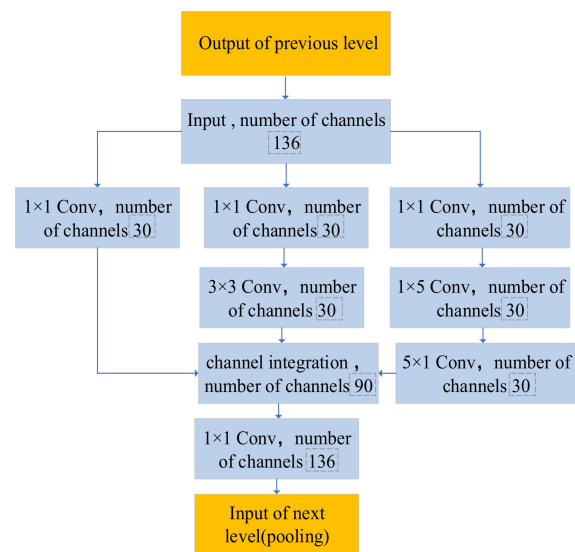 Output of previous level
Input , number of channels
136
1×1 Conv, number
of channels 30
1×1 Conv, number
of channels 30
1×1 Conv, number of
channels 30
3×3 Conv, number
of channels 30
1×5 Conv, number of
channels 30
channel integration ,
number of channels 90
5×1 Conv, number of
channels 30
1×1 Conv, number
of channels 136
Input of next
level(pooling)